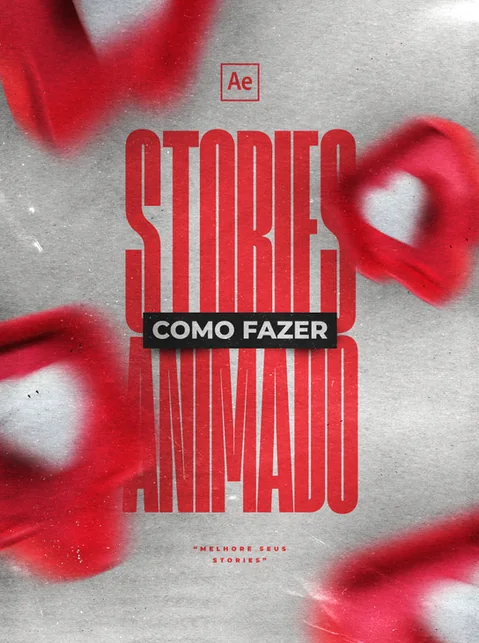 Ae
STORIES
COMO FAZER
ANIMADO
"MELHORE SEUS
STORIES"